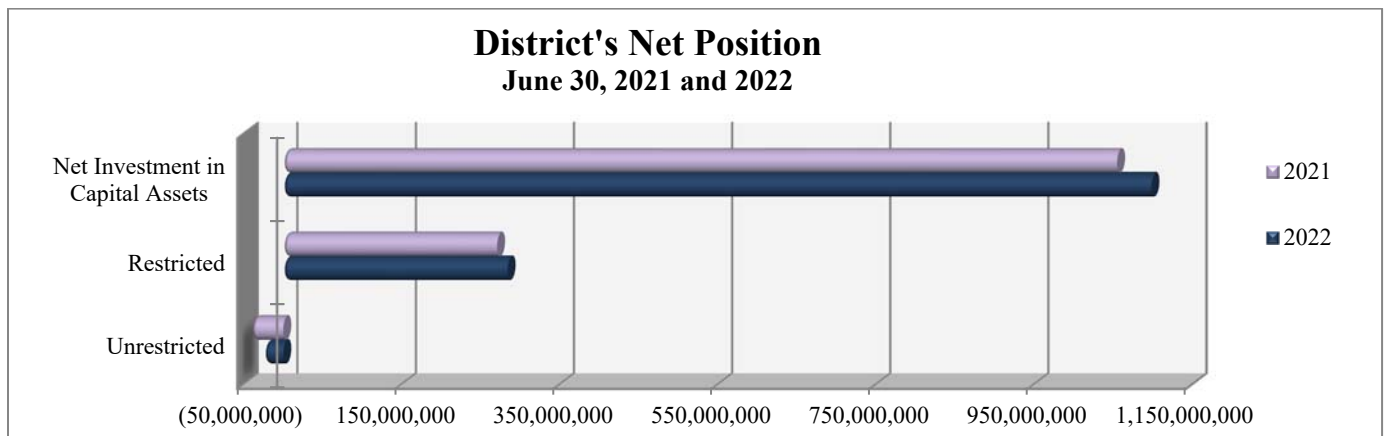 District's Net Position
June 30, 2021 and 2022
Net Investment in
Capital Assets
Restricted
Unrestricted
2021
2022
(50,000,000) 150,000,000 350,000,000 550,000,000 750,000,000 950,000,000 1,150,000,000